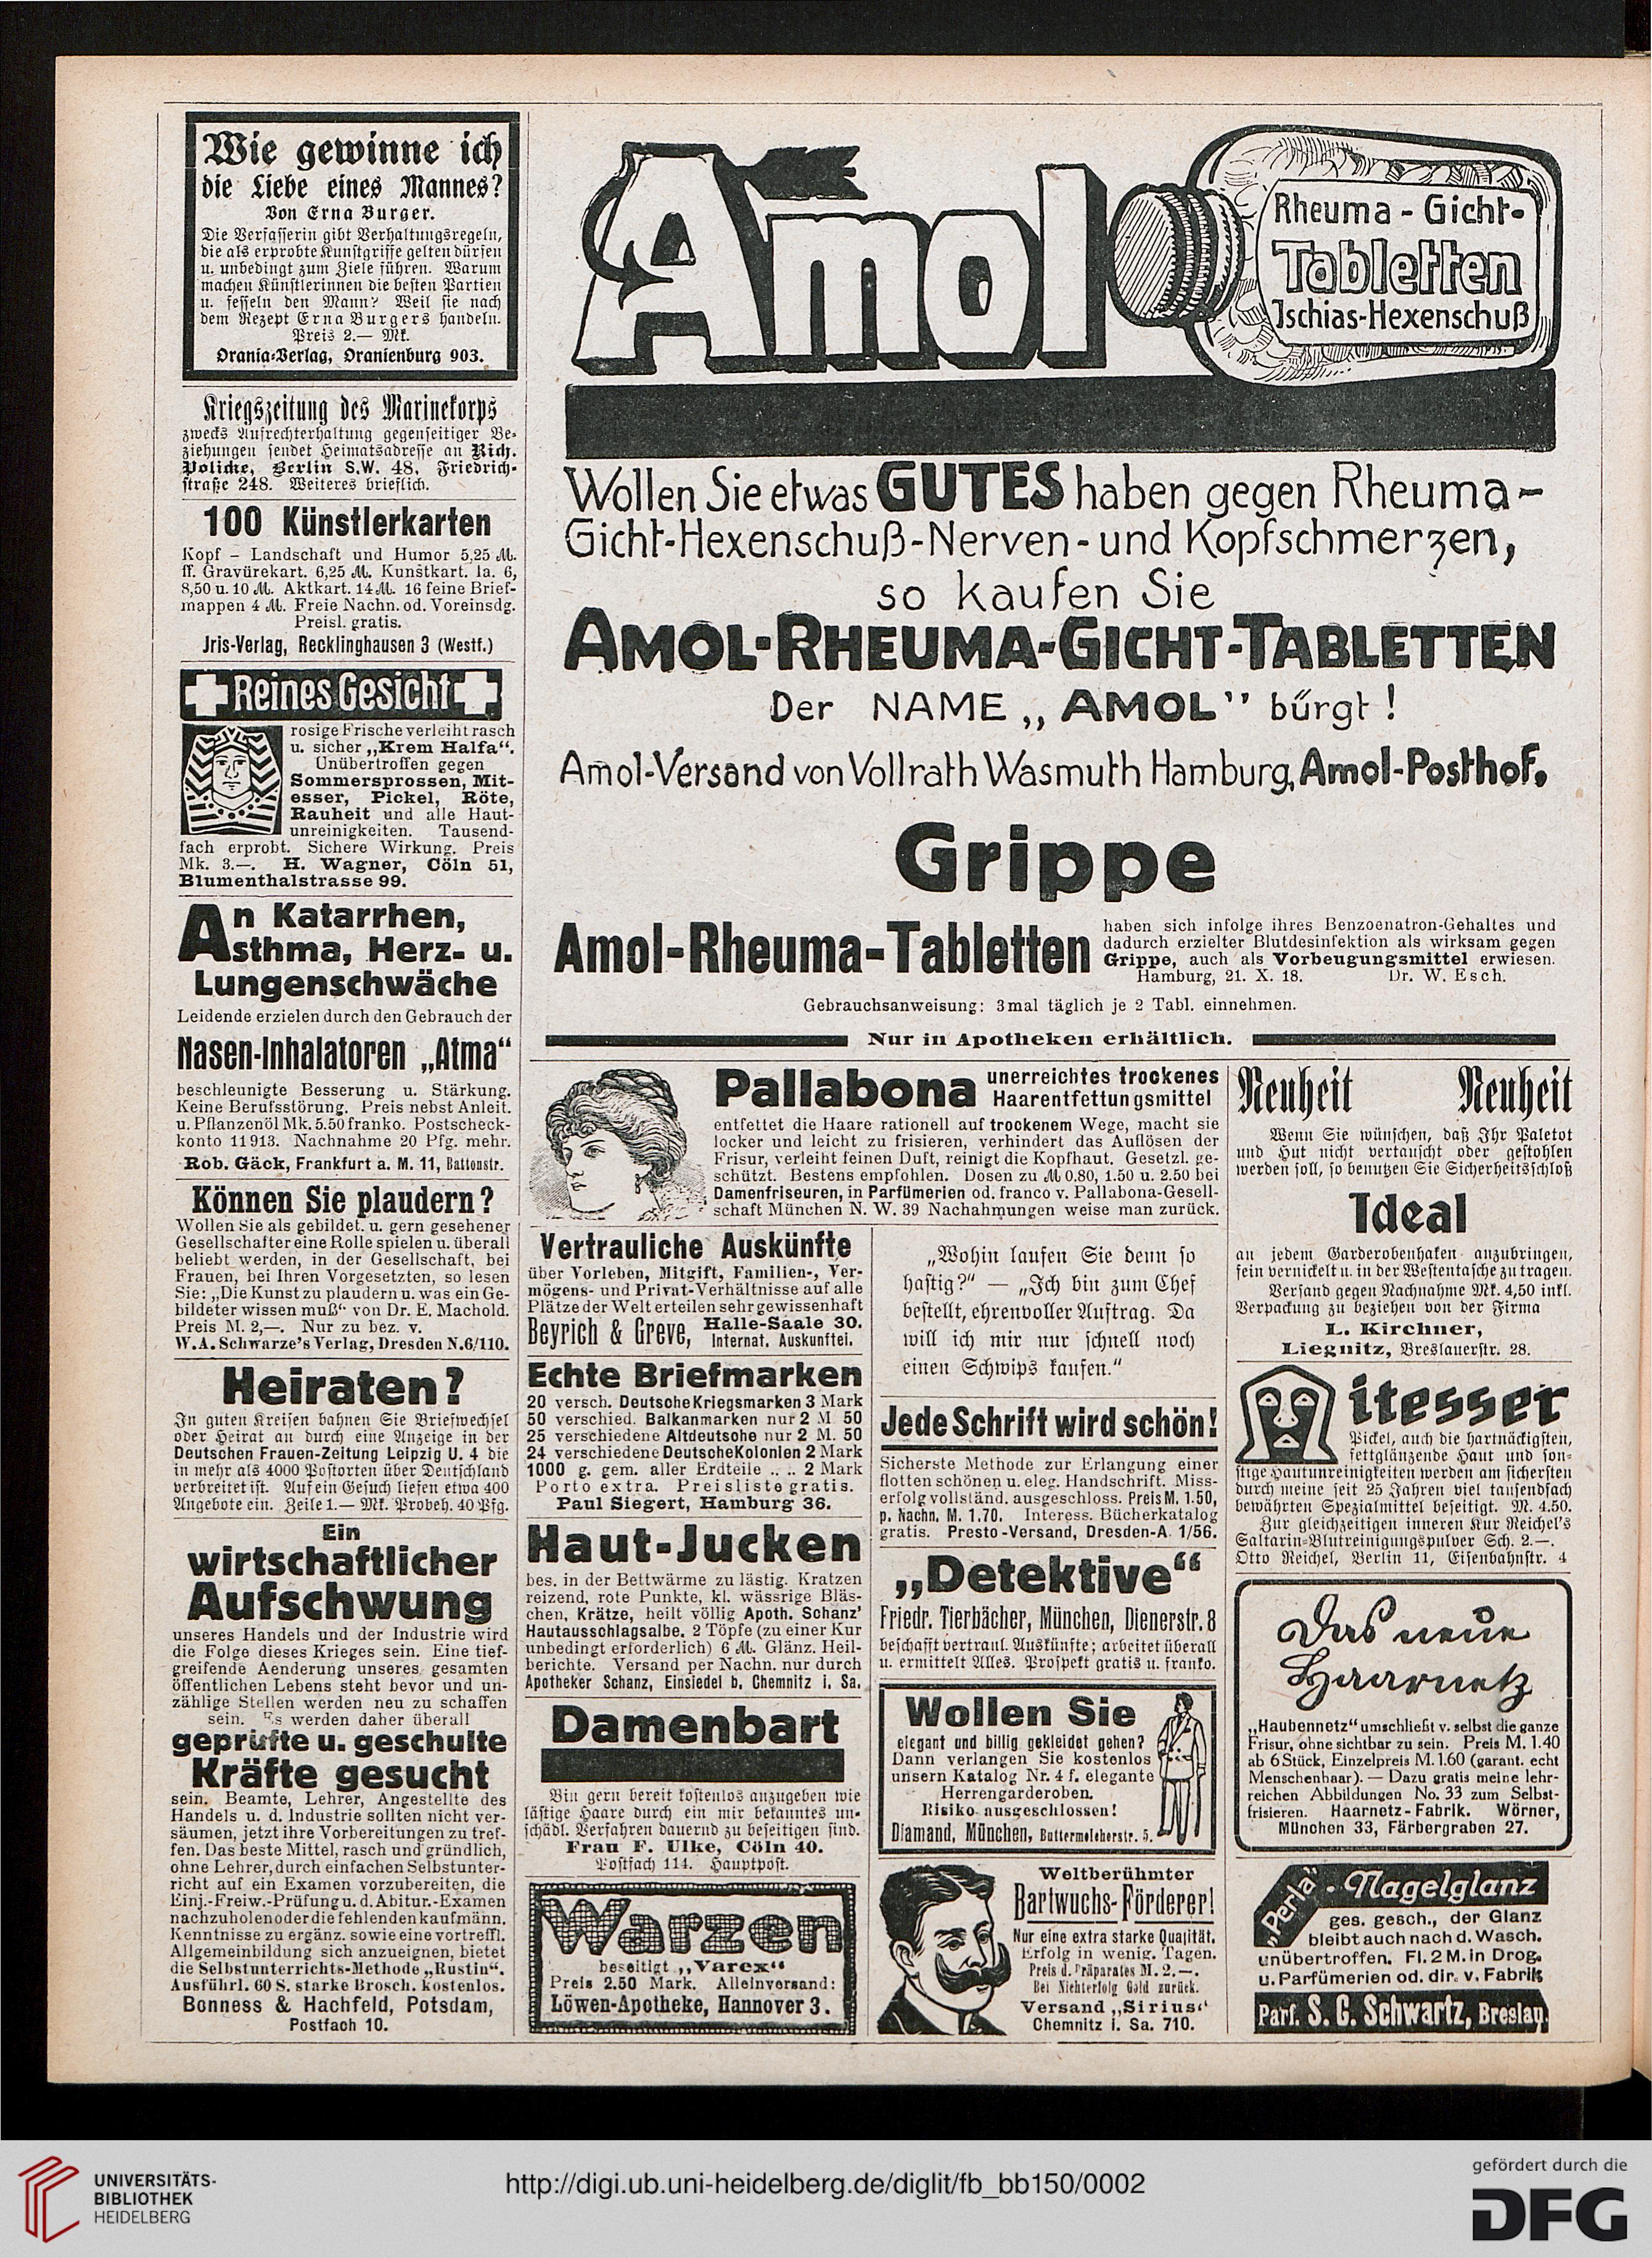 Wie gewinne ich
die Liebe eines Mannes?
Von Erna Burger.
Die Verfasserin gibt Verhaltungsregeln,
die als erprobte Kunstgriffe gelten dürfen
u. unbedingt zum Ziele führen. Warum
machen Künstlerinnen die besten Partien
u. fesseln den Mann? Weil sie nach
dem Rezept Erna Burgers handeln.
Preis 2.— Mk.
Orania-Verlag, Oranienburg 903.
Kriegszeitung des Marinekorps
zwecks Aufrechterhaltung gegenseitiger Be-
ziehungen sendet Heimatsadresse an Rich.
Policke, Berlin S.W. 48, Friedrich-
straße 248. Weiteres brieflich.
100 Künstlerkarten
Kopf – Landschaft und Humor 5,25 M.
ff. Gravürekart. 6,25 M. Kunstkart. Ia. 6,
8,50 u. 10 M. Aktkart. 14 M. 16 feine Brief-
mappen 4 M. Freie Nachn. od. Voreinsdg.
Preisl. gratis.
Jris-Verlag, Recklinghausen 3 (Westf.)
Reines Gesicht
rosige Frische verleiht rasch
u. sicher „Krem Halfa“.
Unübertroffen gegen
Sommersprossen, Mit-
esser, Pickel, Röte,
Rauheit und alle Haut-
unreinigkeiten. Tausend-
fach erprobt. Sichere Wirkung. Preis
Mk. 3.—. H. Wagner, Cöln 51,
Blumenthalstrasse 99.
An Katarrhen,
Asthma, Herz- u.
Lungenschwäche
Leidende erzielen durch den Gebrauch der
Nasen-Inhalatoren „Atma“
beschleunigte Besserung u. Stärkung.
Keine Berufsstörung. Preis nebst Anleit.
u. Pflanzenöl Mk. 5.50 franko. Postscheck-
konto 11913. Nachnahme 20 Pfg. mehr.
Rob. Gäck, Frankfurt a. M. 11, Battonstr.
Können Sie plaudern?
Wollen Sie als gebildet. u. gern gesehener
Gesellschafter eine Rolle spielen u. überall
beliebt werden, in der Gesellschaft, bei
Frauen, bei Ihren Vorgesetzten, so lesen
Sie: „Die Kunst zu plaudern u. was ein Ge-
bildeter wissen muß“ von Dr. E. Machold.
Preis M. 2,—. Nur zu bez. v.
W. A. Schwarze's Verlag, Dresden N.6/110.
Heiraten?
In guten Kreisen bahnen Sie Briefwechsel
oder Heirat an durch eine Anzeige in der
Deutschen Frauen-Zeitung Leipzig U. 4 die
in mehr als 4000 Postorten über Deutschland
verbreitet ist. Auf ein Gesuch liefen etwa 400
Angebote ein. Zeile 1.— Mk. Probeh. 40 Pfg.
Ein
wirtschaftlicher
Aufschwung
unseres Handels und der Industrie wird
die Folge dieses Krieges sein. Eine tief-
greifende Aenderung unseres gesamten
öffentlichen Lebens steht bevor und un-
zählige Stellen werden neu zu schaffen
sein. Es werden daher überall
geprüfte u. geschulte
Kräfte gesucht
sein. Beamte, Lehrer, Angestellte des
Handels u. d. Industrie sollten nicht ver-
säumen, jetzt ihre Vorbereitungen zu tref-
fen. Das beste Mittel, rasch und gründlich,
ohne Lehrer, durch einfachen Selbstunter-
richt auf ein Examen vorzubereiten, die
Einj.-Freiw.-Prüfung u. d. Abitur.-Examen
nachzuholen oder die fehlenden kaufmänn.
Kenntnisse zu ergänz. sowie eine vortreffl.
Allgemeinbildung sich anzueignen, bietet
die Selbstunterrichts-Methode „Rustin“.
Ausführl. 60 S. starke Brosch. kostenlos.
Bonness & Hachfeld, Potsdam,
Postfach 10.
Amol
Rheuma - Gicht-
Tabletten
Jschias-Hexenschuß
Wollen Sie etwas GUTES haben gegen Rheuma -
Gicht-Hexenschuß-Nerven- und Kopfschmerzen,
so kaufen Sie
AMOL-RHEUMA-GICHT-TABLETTEN
Der NAME „AMOL” bürgt!
Amol-Versand von Vollrath Wasmuth Hamburg, Amol-Posthof.
Grippe
Amol-Rheuma-Tabletten
haben sich infolge ihres Benzoenatron-Gehaltes und
dadurch erzielter Blutdesinfektion als wirksam gegen
Grippe, auch als Vorbeugungsmittel erwiesen.
Hamburg, 21. X. 18. Dr. W. Esch.
Gebrauchsanweisung: 3mal täglich je 2 Tabl. einnehmen.
Nur in Apotheken erhältlich.
Pallabona unerreichtes trockenes
Haarentfettungsmittel
entfettet die Haare rationell auf trockenem Wege, macht sie
locker und leicht zu frisieren, verhindert das Auflösen der
Frisur, verleiht feinen Duft, reinigt die Kopfhaut. Gesetzl. ge-
schützt. Bestens empfohlen. Dosen zu M 0.80, 1.50 u. 2.50 bei
Damenfriseuren, in Parfümerien od. franco v. Pallabona-Gesell-
schaft München N. W. 39 Nachahmungen weise man zurück.
Vertrauliche Auskünfte
über Vorleben, Mitgift, Familien-, Ver-
mögens- und Privat-Verhältnisse auf alle
Plätze der Welt erteilen sehr gewissenhaft
Beyrich & Greve, Halle-Saale 30.
Internat. Auskunftei.
Echte Briefmarken
20 versch. Deutsche Kriegsmarken 3 Mark
50 verschied. Balkanmarken nur 2 M 50
25 verschiedene Altdeutsche nur 2 M. 50
24 verschiedene Deutsche Kolonien 2 Mark
1000 g. gem. aller Erdteile .. .. 2 Mark
Porto extra. Preisliste gratis.
Paul Siegert, Hamburg 36.
Haut-Jucken
bes. in der Bettwärme zu lästig. Kratzen
reizend, rote Punkte, kl. wässrige Bläs-
chen, Krätze, heilt völlig Apoth. Schanz'
Hautausschlagsalbe. 2 Töpfe (zu einer Kur
unbedingt erforderlich) 6 M. Glänz. Heil-
berichte. Versand per Nachn. nur durch
Apotheker Schanz, Einsiedel b. Chemnitz i. Sa.
Damenbart
Bin gern bereit kostenlos anzugeben wie
lästige Haare durch ein mir bekanntes un-
schädl. Verfahren dauernd zu beseitigen sind.
Frau F. Ulke, Cöln 40.
Postfach 114. Hauptpost.
Warzen
beseitigt „Varex“
Preis 2.50 Mark. Alleinversand:
Löwen-Apotheke, Hannover 3.
„Wohin laufen Sie denn so
hastig?“ — „Ich bin zum Chef
bestellt, ehrenvoller Auftrag. Da
will ich mir nur schnell noch
einen Schwips kaufen.“
Jede Schrift wird schön!
Sicherste Methode zur Erlangung einer
flotten schönen u. eleg. Handschrift. Miss-
erfolg vollständ. ausgeschloss. Preis M. 1.50,
p. Nachn. M. 1.70. Interess. Bücherkatalog
gratis. Presto-Versand, Dresden-A. 1/56.
„Detektive“
Friedr. Tierbächer, München, Dienerstr. 8
beschafft vertraul. Auskünfte; arbeitet überall
u. ermittelt Alles. Prospekt gratis u. franko.
Wollen Sie
elegant und billig gekleidet gehen?
Dann verlangen Sie kostenlos
unsern Katalog Nr. 4 f. elegante
Herrengarderoben.
Risiko ausgeschlossen!
Diamand, München, Buttermelcherstr. 5.
Weltberühmter
Bartwuchs-Förderer!
Nur eine extra starke Qualität.
Erfolg in wenig. Tagen.
Preis d. Präparates M. 2.—.
Bei Nichterfolg Geld zurück.
Versand „Sirius“
Chemnitz i. Sa. 710.
Neuheit Neuheit
Wenn Sie wünschen, daß Ihr Paletot
und Hut nicht vertauscht oder gestohlen
werden soll, so benutzen Sie Sicherheitsschloß
Ideal
an jedem Garderobenhaken anzubringen,
fein vernickelt u. in der Westentasche zu tragen.
Versand gegen Nachnahme Mk. 4,50 inkl.
Verpackung zu beziehen von der Firma
L. Kirchner,
Liegnitz, Breslauerstr. 28.
Mitesser
Pickel, auch die hartnäckigsten,
fettglänzende Haut und son-
stige Hautunreinigkeiten werden am sichersten
durch meine seit 25 Jahren viel tausendfach
bewährten Spezialmittel beseitigt. M. 4.50.
Zur gleichzeitigen inneren Kur Reichel's
Saltarin-Blutreinigungspulver Sch. 2.—.
Otto Reichel, Berlin 11, Eisenbahnstr. 4
Das neue
Haarnetz
„Haubennetz“ umschließt v. selbst die ganze
Frisur, ohne sichtbar zu sein. Preis M. 1.40
ab 6 Stück, Einzelpreis M. 1.60 (garant. echt
Menschenhaar). — Dazu gratis meine lehr-
reichen Abbildungen No. 33 zum Selbst-
frisieren. Haarnetz-Fabrik. Wörner,
München 33, Färbergraben 27.
„Perla“ - Nagelglanz
ges. gesch., der Glanz
bleibt auch nach d. Wasch.
unübertroffen. Fl. 2 M. in Drog.
u. Parfümerien od. dir. v. Fabrik
Parf. S. G. Schwartz, Breslau.
UNIVERSITÄTS-
BIBLIOTHEK
HEIDELBERG
http://digi.ub.uni-heidelberg.de/diglit/fb_bb150/0002
gefördert durch die
DFG